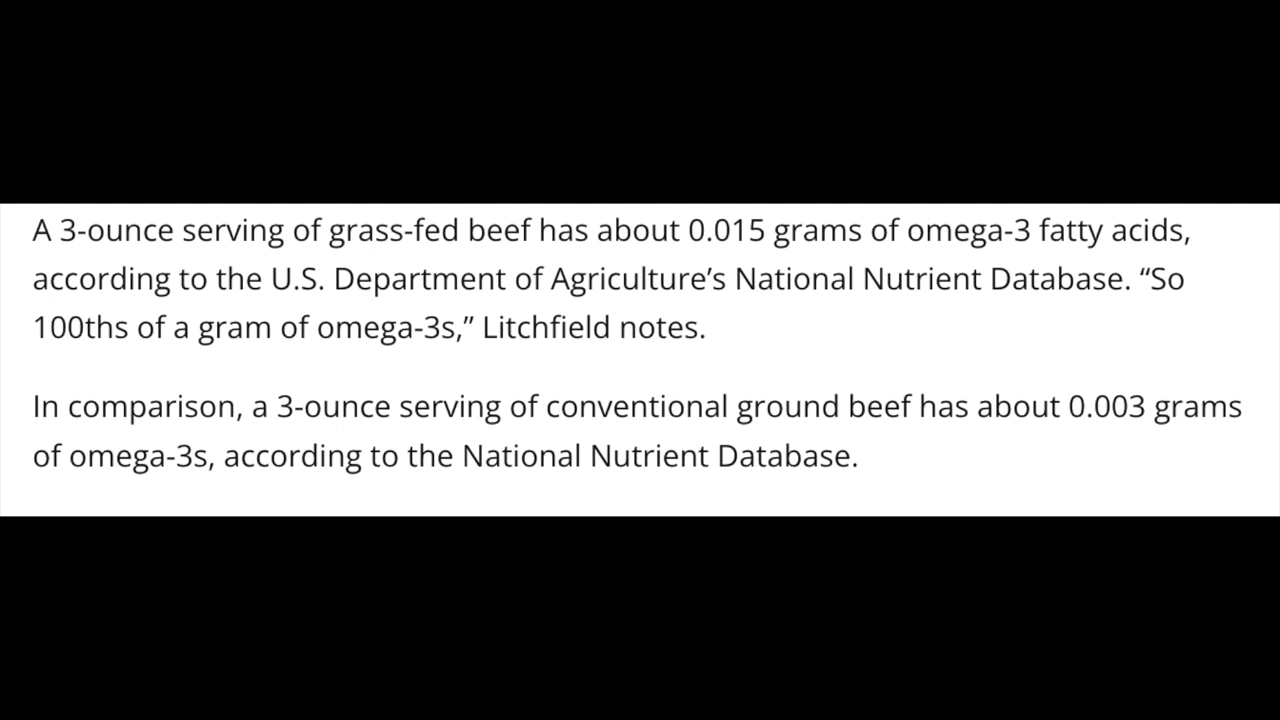 A 3-ounce serving of grass-fed beef has about 0.015 grams of omega-3 fatty acids,
according to the U.S. Department of Agriculture’s National Nutrient Database. “So
100ths of a gram of omega-3s,” Litchfield notes.
In comparison, a 3-ounce serving of conventional ground beef has about 0.003 grams
of omega-3s, according to the National Nutrient Database.